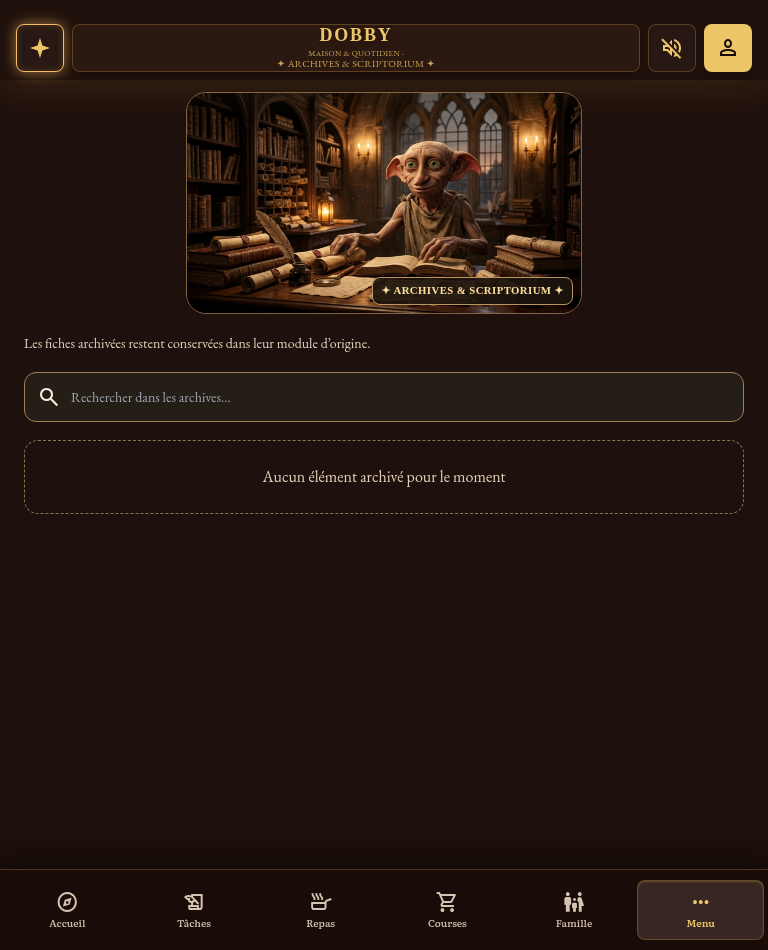 DOBBY
MAISON & QUOTIDIEN ·
✦ ARCHIVES & SCRIPTORIUM ✦
✦ ARCHIVES & SCRIPTORIUM ✦
Les fiches archivées restent conservées dans leur module d’origine.
Rechercher dans les archives…
Aucun élément archivé pour le moment
Accueil
Tâches
Repas
Courses
Famille
Menu